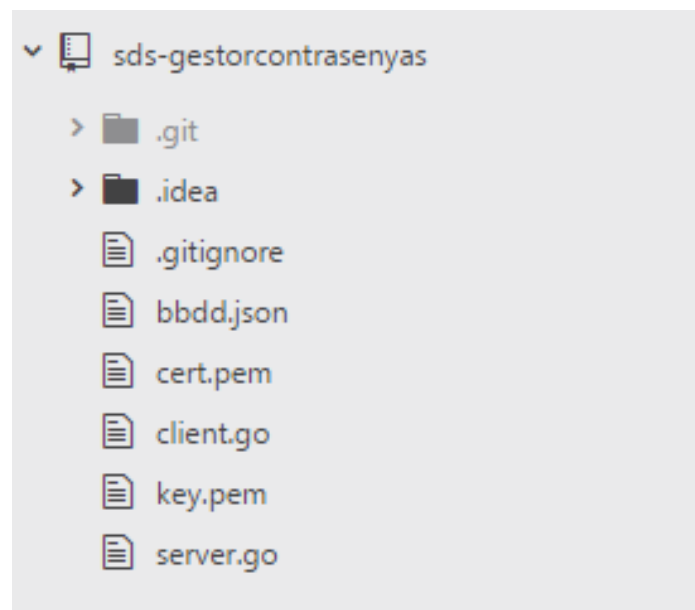 sds-gestorcontrasenyas
.git
.idea
.gitignore
bbdd.json
cert.pem
client.go
key.pem
server.go